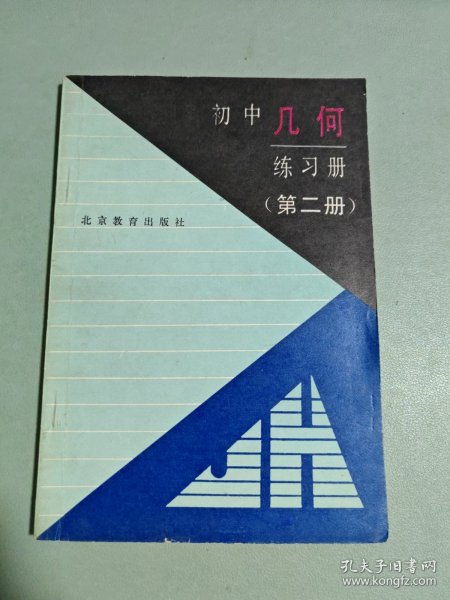 初中 几何
练习册
（第二册）
北京教育出版社
孔夫子旧书网
www.kongfz.com